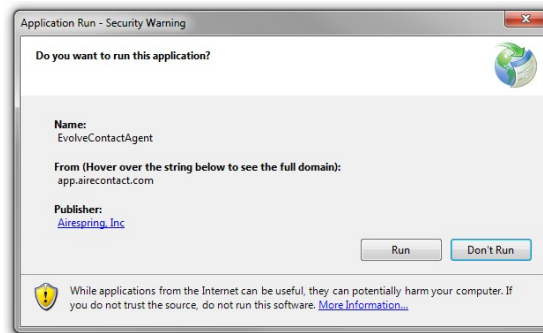 Application Run - Security Warning
Do you want to run this application?
Name:
EvolveContactAgent
From (Hover over the string below to see the full domain):
app.airecontact.com
Publisher:
Airespring, Inc
Run
Don't Run
While applications from the Internet can be useful, they can potentially harm your computer. If
you do not trust the source, do not run this software. More Information...